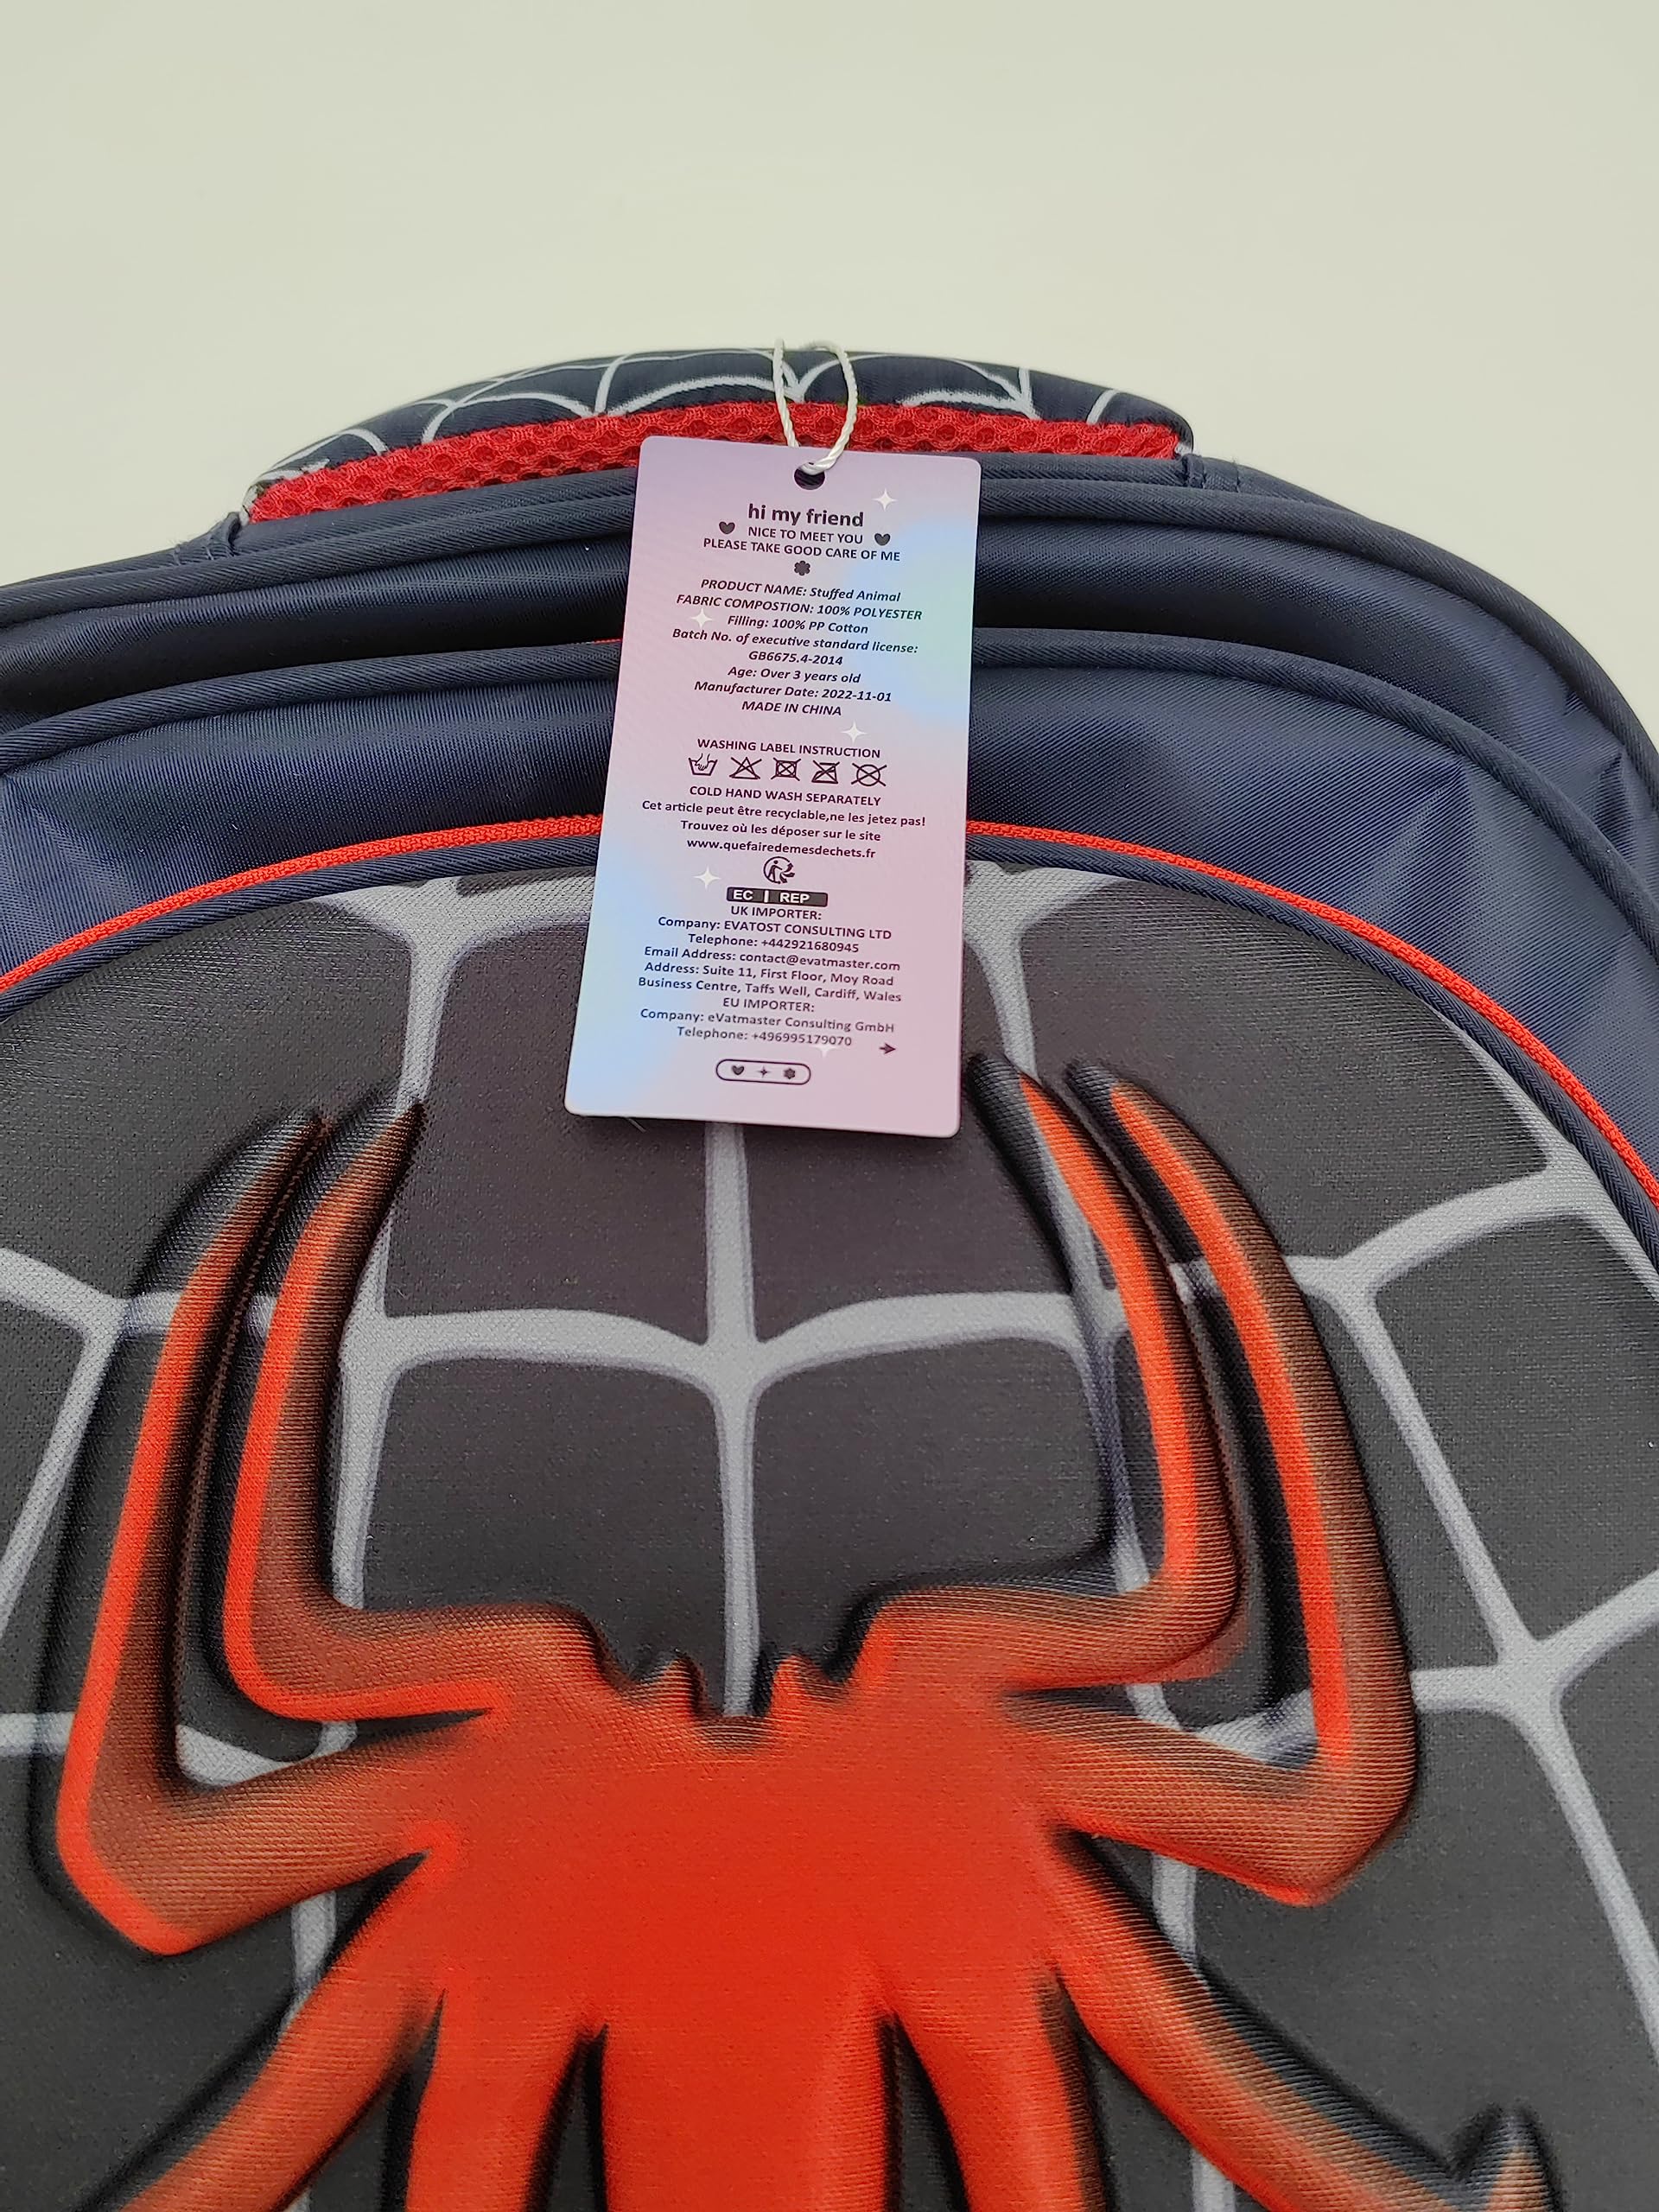 hi my friend
NICE TO MEET YOU
PLEASE TAKE GOOD CARE OF ME
PRODUCT NAME: Stuffed Animal
FABRIC COMPOSTION: 100% POLYESTER
Filling: 100% PP Cotton
Batch No. of executive standard license:
GB6675.4-2014
Age: Over 3 years old
Manufacturer Date: 2022-11-01
MADE IN CHINA
WASHING LABEL INSTRUCTION
COLD HAND WASH SEPARATELY
Cet article peut être recyclable,ne les jetez pas!
Trouvez où les déposer sur le site
www.quefairedemesdechets.fr
EC | REP
UK IMPORTER:
Company: EVATOST CONSULTING LTD
Telephone: +442921680945
Email Address: contact@evatmaster.com
Address: Suite 11, First Floor, Moy Road
Business Centre, Taffs Well, Cardiff, Wales
EU IMPORTER:
Company: eVatmaster Consulting GmbH
Telephone: +496995179070